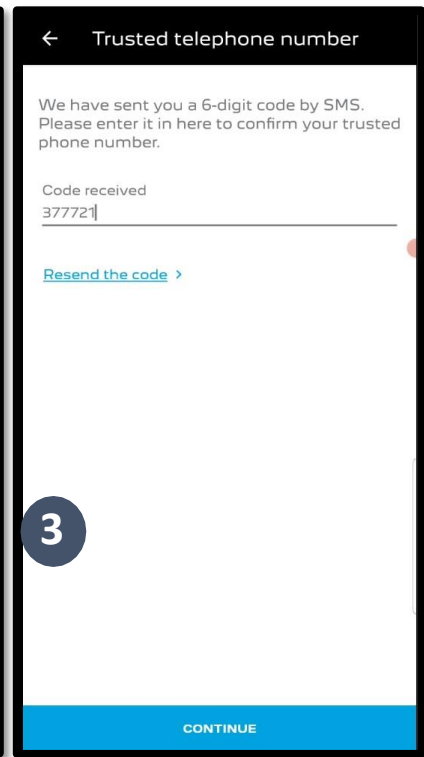 Trusted telephone number
We have sent you a 6-digit code by SMS.
Please enter it in here to confirm your trusted
phone number.
Code received
377721
Resend the code >
3
CONTINUE